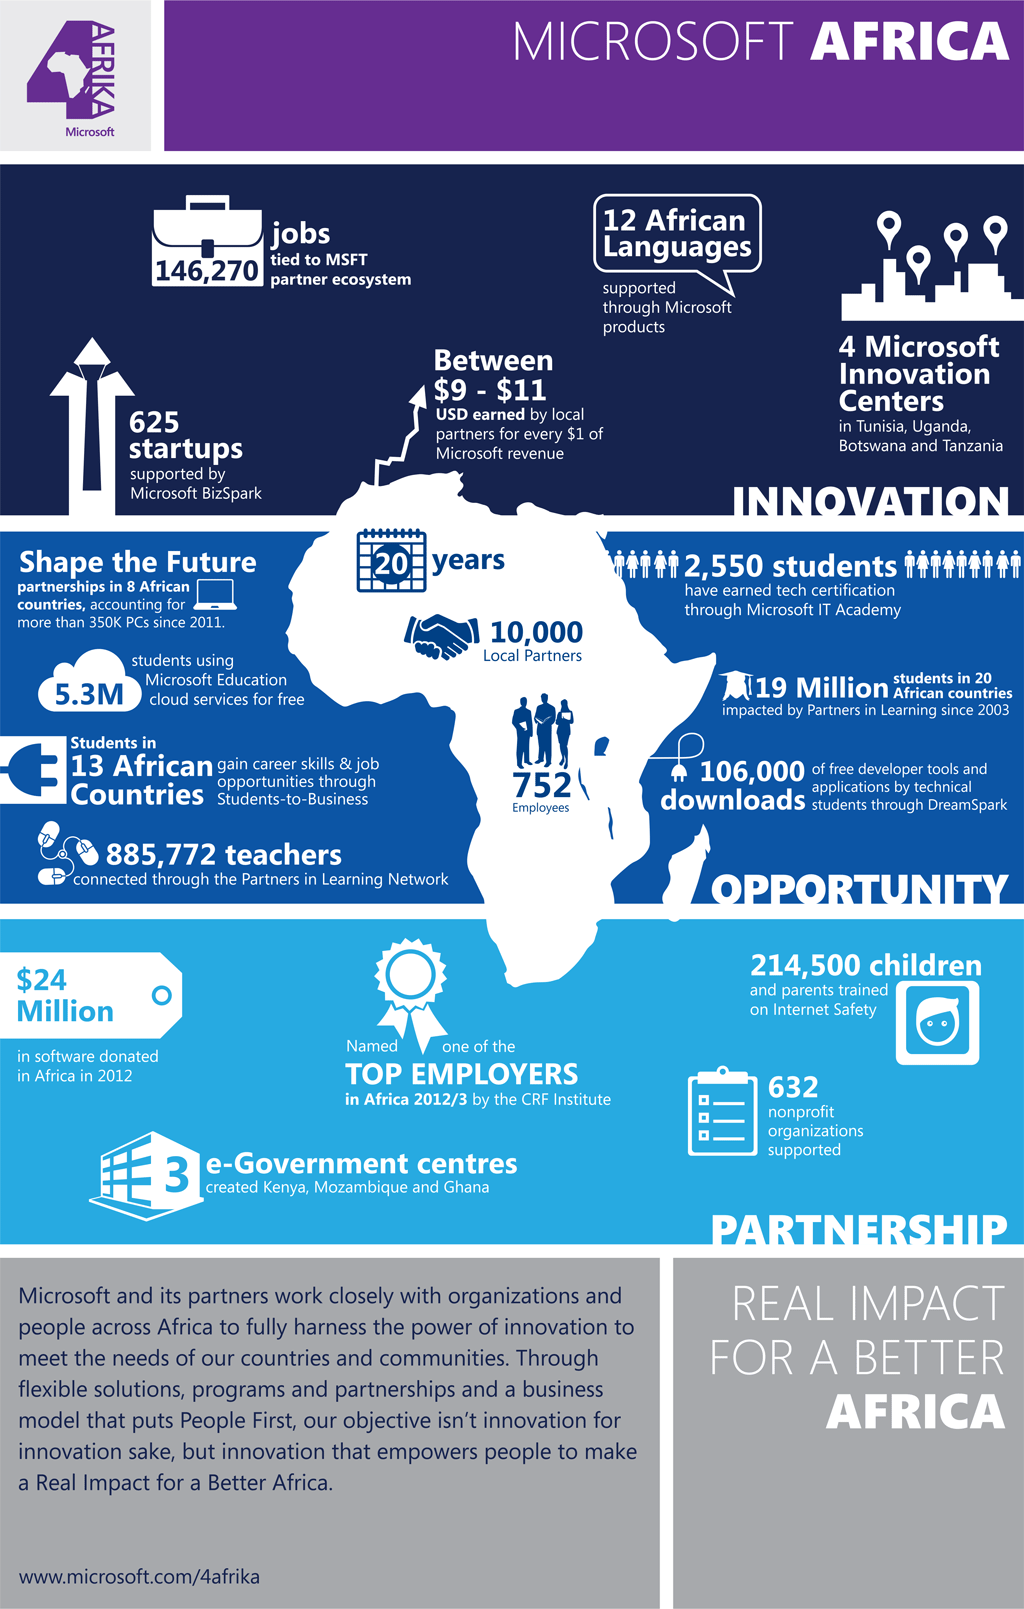 4
AFRIKA
Microsoft
MICROSOFT AFRICA
146,270
jobs
tied to MSFT
partner ecosystem
12 African
Languages
supported
through Microsoft
products
4 Microsoft
Innovation
Centers
in Tunisia, Uganda,
Botswana and Tanzania
625
startups
supported by
Microsoft BizSpark
Between
$9 - $11
USD earned by local
partners for every $1 of
Microsoft revenue
INNOVATION
Shape the Future
partnerships in 8 African
countries, accounting for
more than 350K PCs since 2011.
5.3M
students using
Microsoft Education
cloud services for free
Students in
13 African
Countries
gain career skills & job
opportunities through
Students-to-Business
885,772 teachers
connected through the Partners in Learning Network
20 years
10,000
Local Partners
752
Employees
2,550 students
have earned tech certification
through Microsoft IT Academy
19 Million
students in 20
African countries
impacted by Partners in Learning since 2003
106,000
downloads
of free developer tools and
applications by technical
students through DreamSpark
OPPORTUNITY
$24
Million
in software donated
in Africa in 2012
Named one of the
TOP EMPLOYERS
in Africa 2012/3 by the CRF Institute
214,500 children
and parents trained
on Internet Safety
632
nonprofit
organizations
supported
3
e-Government centres
created Kenya, Mozambique and Ghana
PARTNERSHIP
Microsoft and its partners work closely with organizations and
people across Africa to fully harness the power of innovation to
meet the needs of our countries and communities. Through
flexible solutions, programs and partnerships and a business
model that puts People First, our objective isn't innovation for
innovation sake, but innovation that empowers people to make
a Real Impact for a Better Africa.
www.microsoft.com/4afrika
REAL IMPACT
FOR A BETTER
AFRICA